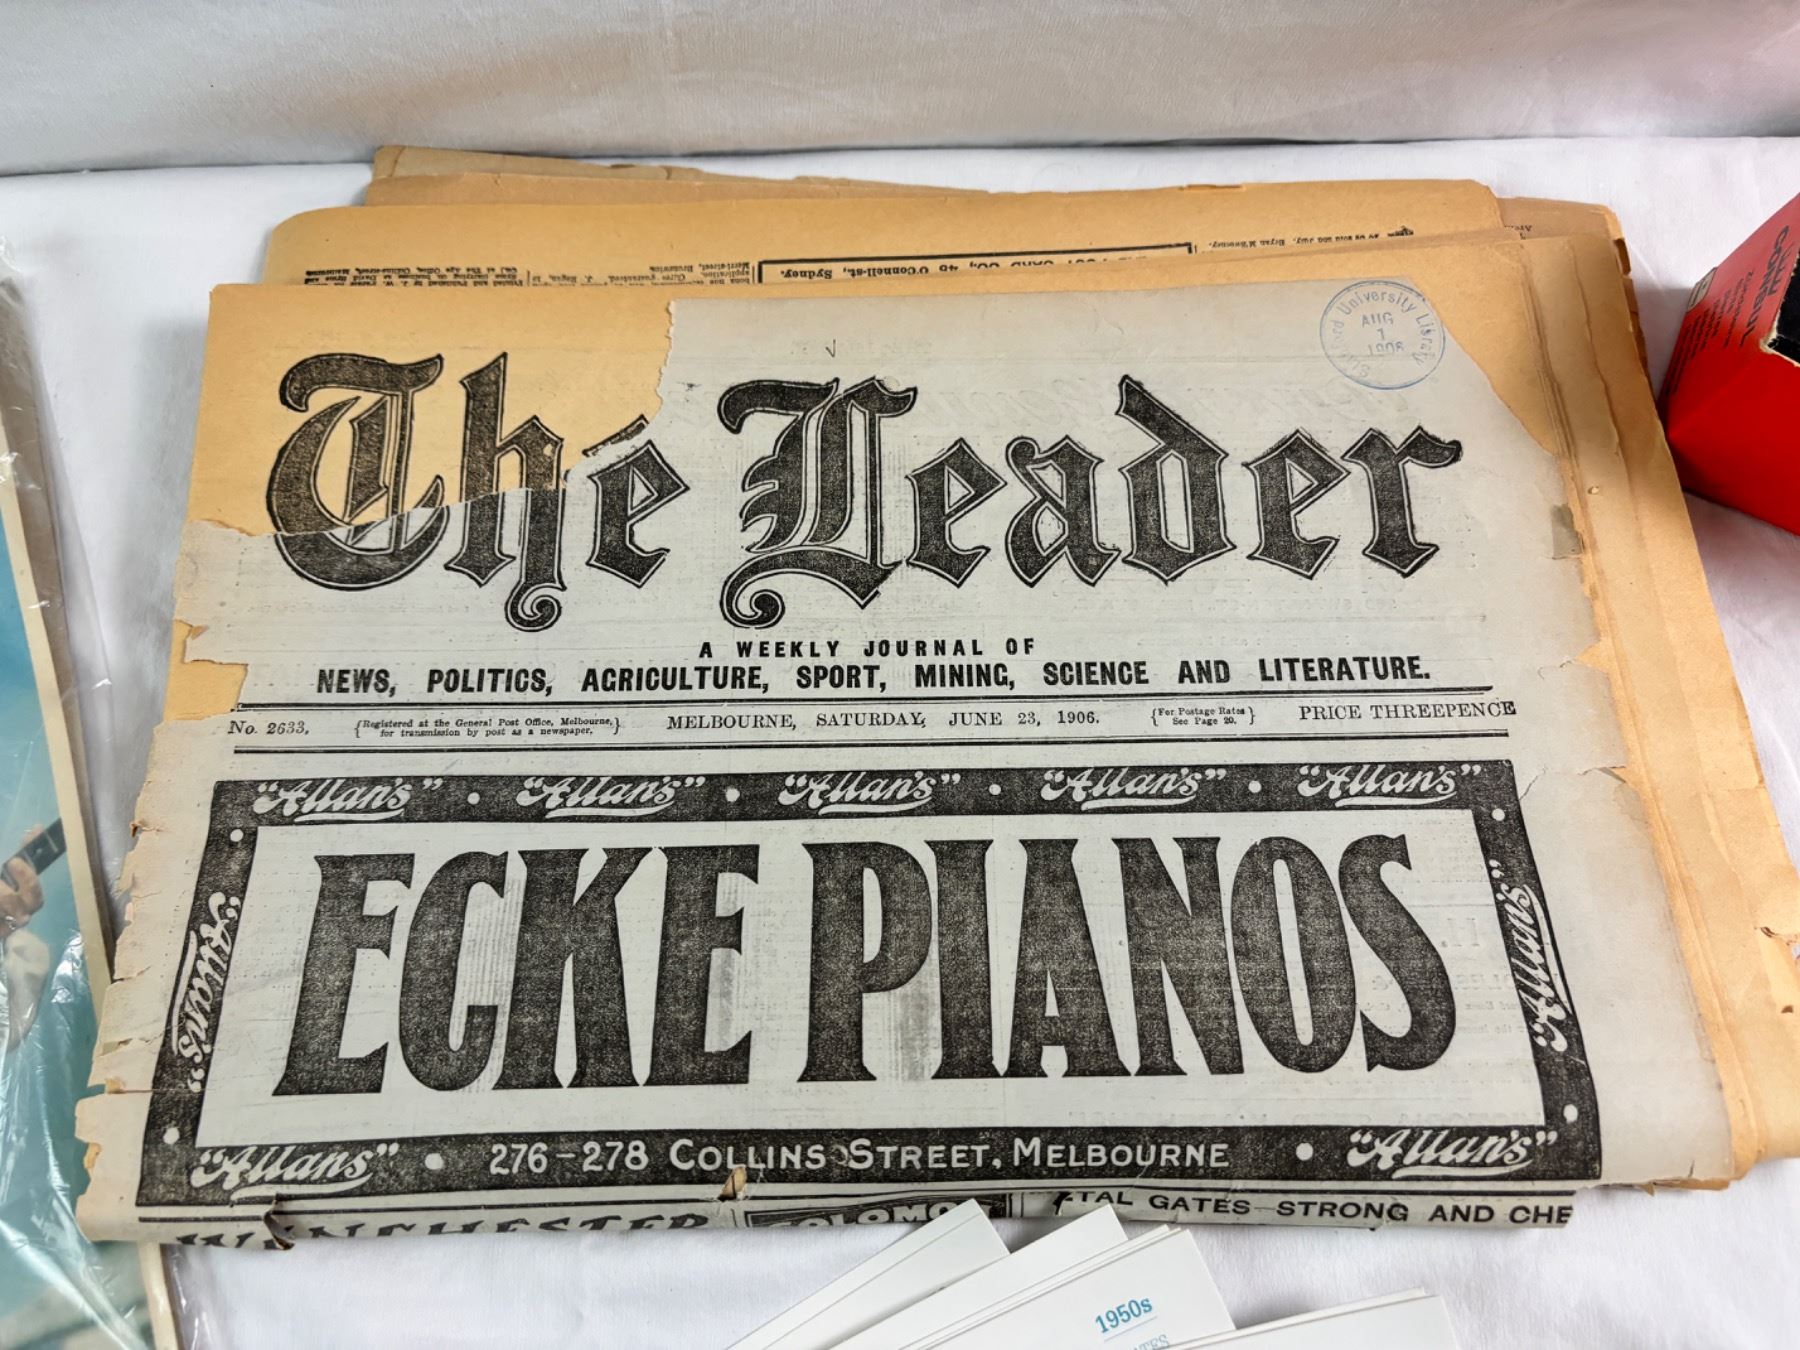 O'Connell-st., Sydney.
The Leader
University Library
AUG
1
1906
A WEEKLY JOURNAL OF
NEWS, POLITICS, AGRICULTURE, SPORT, MINING, SCIENCE AND LITERATURE.
No. 2633. {Registered at the General Post Office, Melbourne, for transmission by post as a newspaper.} MELBOURNE, SATURDAY, JUNE 23, 1906. {For Postage Rates See Page 20.} PRICE THREEPENCE
"Allan's" • "Allan's" • "Allan's" • "Allan's" • "Allan's"
ECKE PIANOS
"Allan's"
"Allan's"
"Allan's" • 276-278 COLLINS STREET, MELBOURNE • "Allan's"
WINCHESTER
GATES STRONG AND CHE
1950s